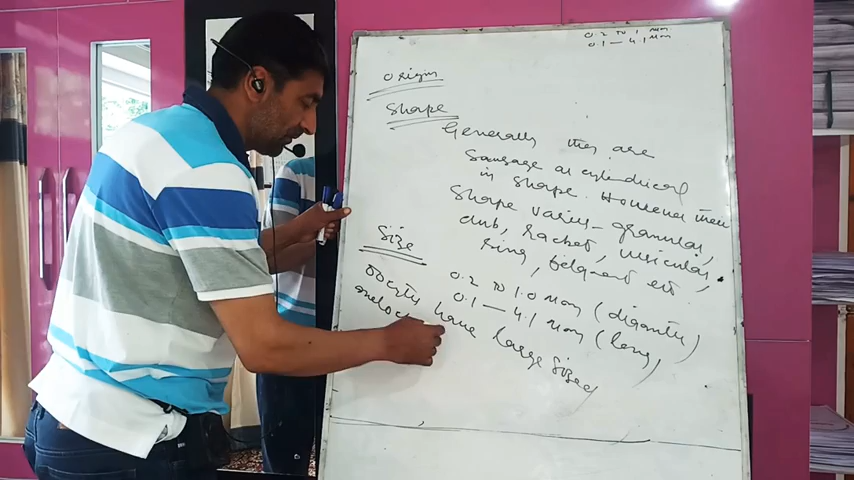 0.2 to 1 mm
0.1 — 4.1 mm
origin
Shape
Generally they are
Sausage or cylindrical
in shape. However their
Shape varies - granular,
club, racket, vesicular,
ring, filament etc.
Size
0.2 to 1.0 mm (
0.1 — 4.1 mm (long)
oocytes have large sizes